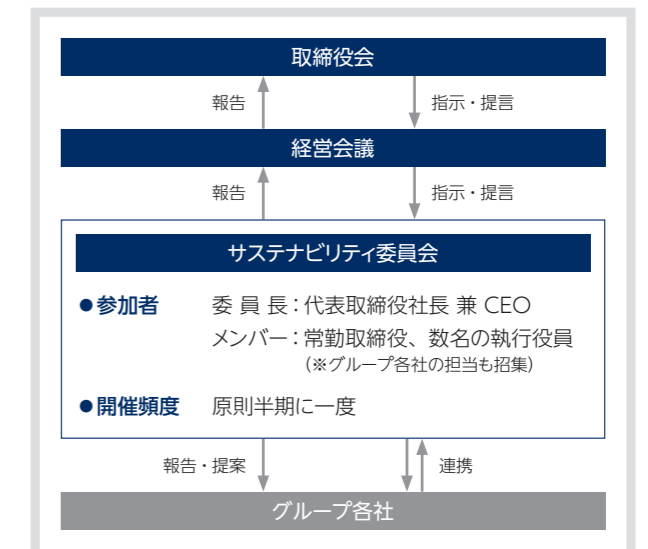 取締役会
報告 指示・提言
経営会議
報告 指示・提言
サステナビリティ委員会
●参加者 委員長：代表取締役社長 兼 CEO
メンバー：常勤取締役、数名の執行役員
(※グループ各社の担当も招集)
●開催頻度 原則半期に一度
報告・提案 連携
グループ各社